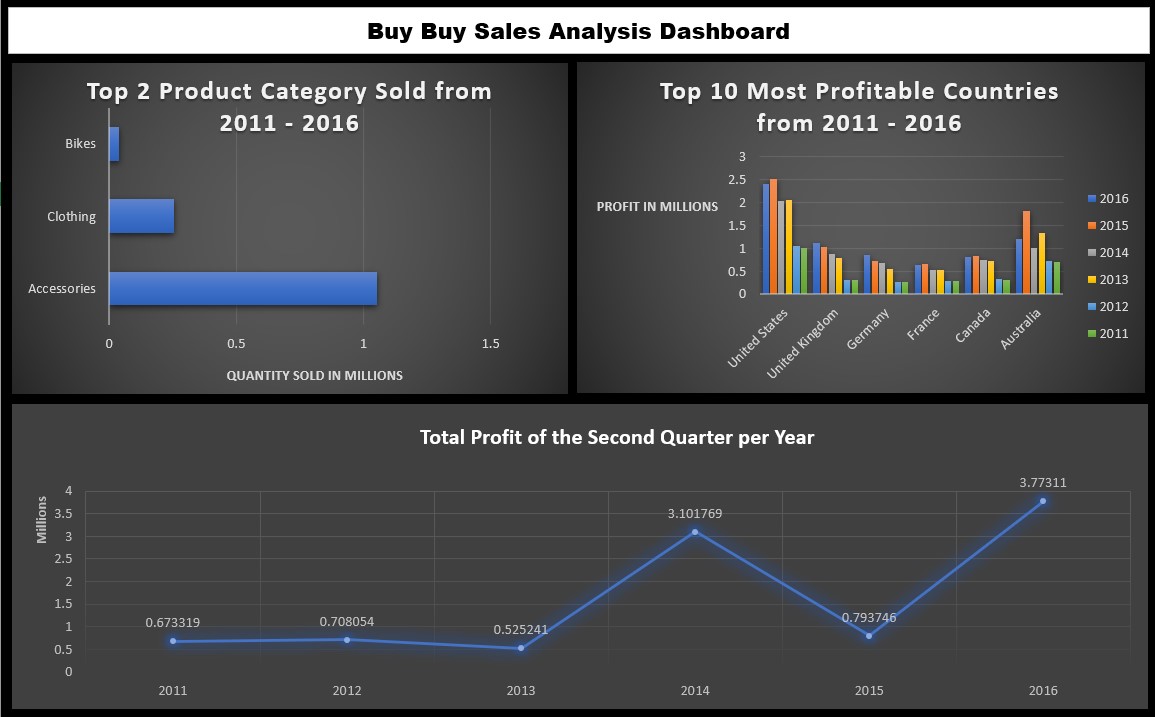 Buy Buy Sales Analysis Dashboard
Top 2 Product Category Sold from
2011 - 2016
Bikes
Clothing
Accessories
0 0.5 1 1.5
QUANTITY SOLD IN MILLIONS
Top 10 Most Profitable Countries
from 2011 - 2016
PROFIT IN MILLIONS
3
2.5
2
1.5
1
0.5
0
United States
United Kingdom
Germany
France
Canada
Australia
2016
2015
2014
2013
2012
2011
Total Profit of the Second Quarter per Year
Millions
4
3.5
3
2.5
2
1.5
1
0.5
0
0.673319
0.708054
0.525241
3.101769
0.793746
3.77311
2011 2012 2013 2014 2015 2016